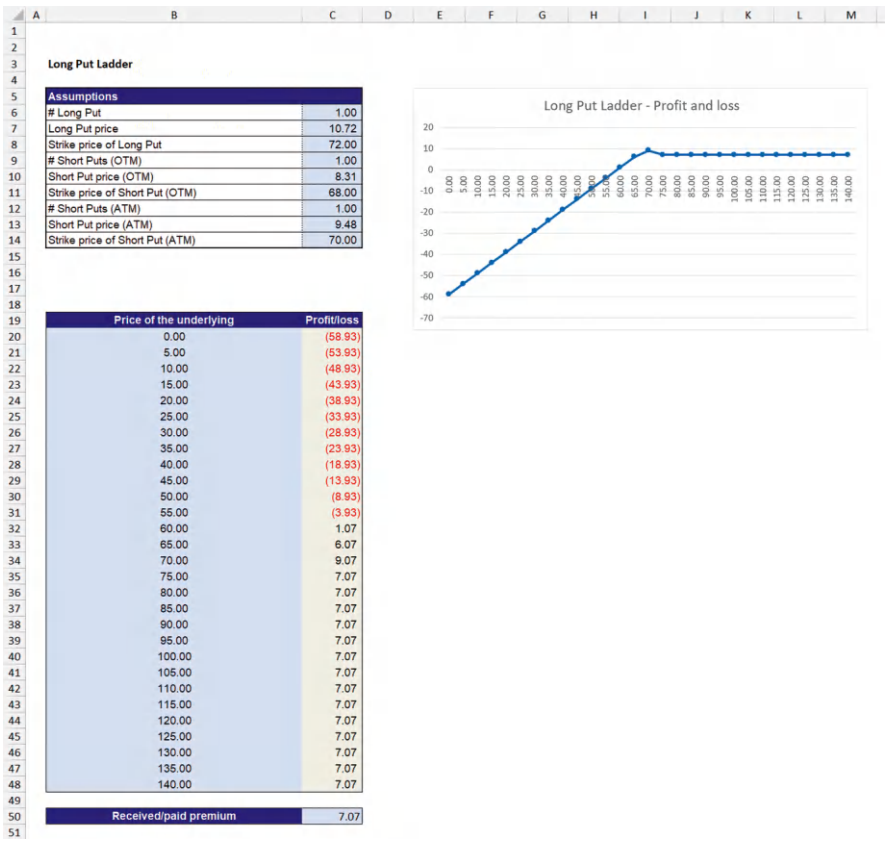 A B C D E F G H I J K L M
1
2
3 Long Put Ladder
4
5 Assumptions
6 # Long Put 1.00
7 Long Put price 10.72
8 Strike price of Long Put 72.00
9 # Short Puts (OTM) 1.00
10 Short Put price (OTM) 8.31
11 Strike price of Short Put (OTM) 68.00
12 # Short Puts (ATM) 1.00
13 Short Put price (ATM) 9.48
14 Strike price of Short Put (ATM) 70.00
15
16
17
18
19 Price of the underlying Profit/loss
20 0.00 (58.93)
21 5.00 (53.93)
22 10.00 (48.93)
23 15.00 (43.93)
24 20.00 (38.93)
25 25.00 (33.93)
26 30.00 (28.93)
27 35.00 (23.93)
28 40.00 (18.93)
29 45.00 (13.93)
30 50.00 (8.93)
31 55.00 (3.93)
32 60.00 1.07
33 65.00 6.07
34 70.00 9.07
35 75.00 7.07
36 80.00 7.07
37 85.00 7.07
38 90.00 7.07
39 95.00 7.07
40 100.00 7.07
41 105.00 7.07
42 110.00 7.07
43 115.00 7.07
44 120.00 7.07
45 125.00 7.07
46 130.00 7.07
47 135.00 7.07
48 140.00 7.07
49
50 Received/paid premium 7.07
51
Long Put Ladder - Profit and loss
20
10
0
-10
-20
-30
-40
-50
-60
-70
0.00 5.00 10.00 15.00 20.00 25.00 30.00 35.00 40.00 45.00 50.00 55.00 60.00 65.00 70.00 75.00 80.00 85.00 90.00 95.00 100.00 105.00 110.00 115.00 120.00 125.00 130.00 135.00 140.00